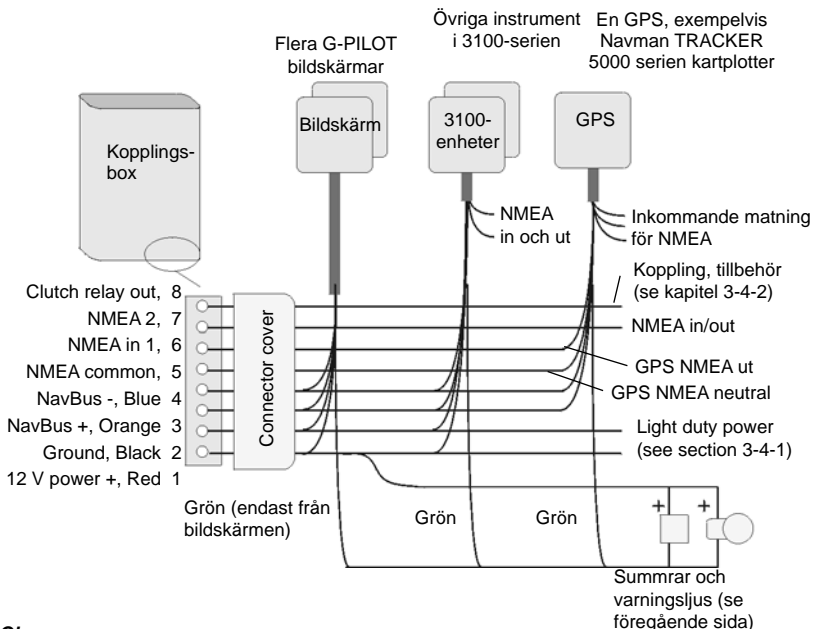 Övriga instrument
i 3100-serien
En GPS, exempelvis
Navman TRACKER
5000 serien kartplotter
Flera G-PILOT
bildskärmar
Kopplings-
box
Bildskärm
3100-
enheter
GPS
NMEA
in och ut
Inkommande matning
för NMEA
Koppling, tillbehör
(se kapitel 3-4-2)
NMEA in/out
GPS NMEA ut
GPS NMEA neutral
Light duty power
(see section 3-4-1)
Clutch relay out, 8
NMEA 2, 7
NMEA in 1, 6
NMEA common, 5
NavBus -, Blue 4
NavBus +, Orange 3
Ground, Black 2
12 V power +, Red 1
Connector cover
Grön (endast från
bildskärmen)
Grön
Grön
+ +
Summrar och
varningsljus (se
föregående sida)